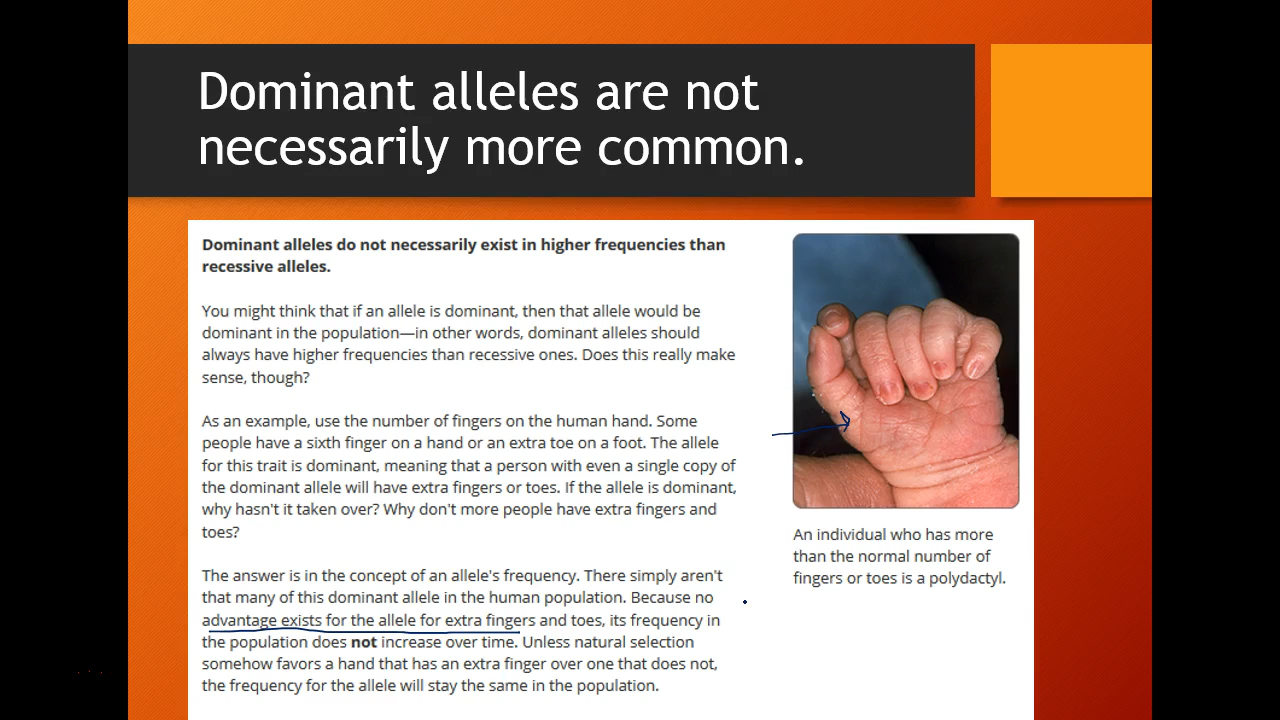 Dominant alleles are not
necessarily more common.
Dominant alleles do not necessarily exist in higher frequencies than
recessive alleles.
You might think that if an allele is dominant, then that allele would be
dominant in the population—in other words, dominant alleles should
always have higher frequencies than recessive ones. Does this really make
sense, though?
As an example, use the number of fingers on the human hand. Some
people have a sixth finger on a hand or an extra toe on a foot. The allele
for this trait is dominant, meaning that a person with even a single copy of
the dominant allele will have extra fingers or toes. If the allele is dominant,
why hasn't it taken over? Why don't more people have extra fingers and
toes?
The answer is in the concept of an allele's frequency. There simply aren't
that many of this dominant allele in the human population. Because no
advantage exists for the allele for extra fingers and toes, its frequency in
the population does not increase over time. Unless natural selection
somehow favors a hand that has an extra finger over one that does not,
the frequency for the allele will stay the same in the population.
An individual who has more
than the normal number of
fingers or toes is a polydactyl.